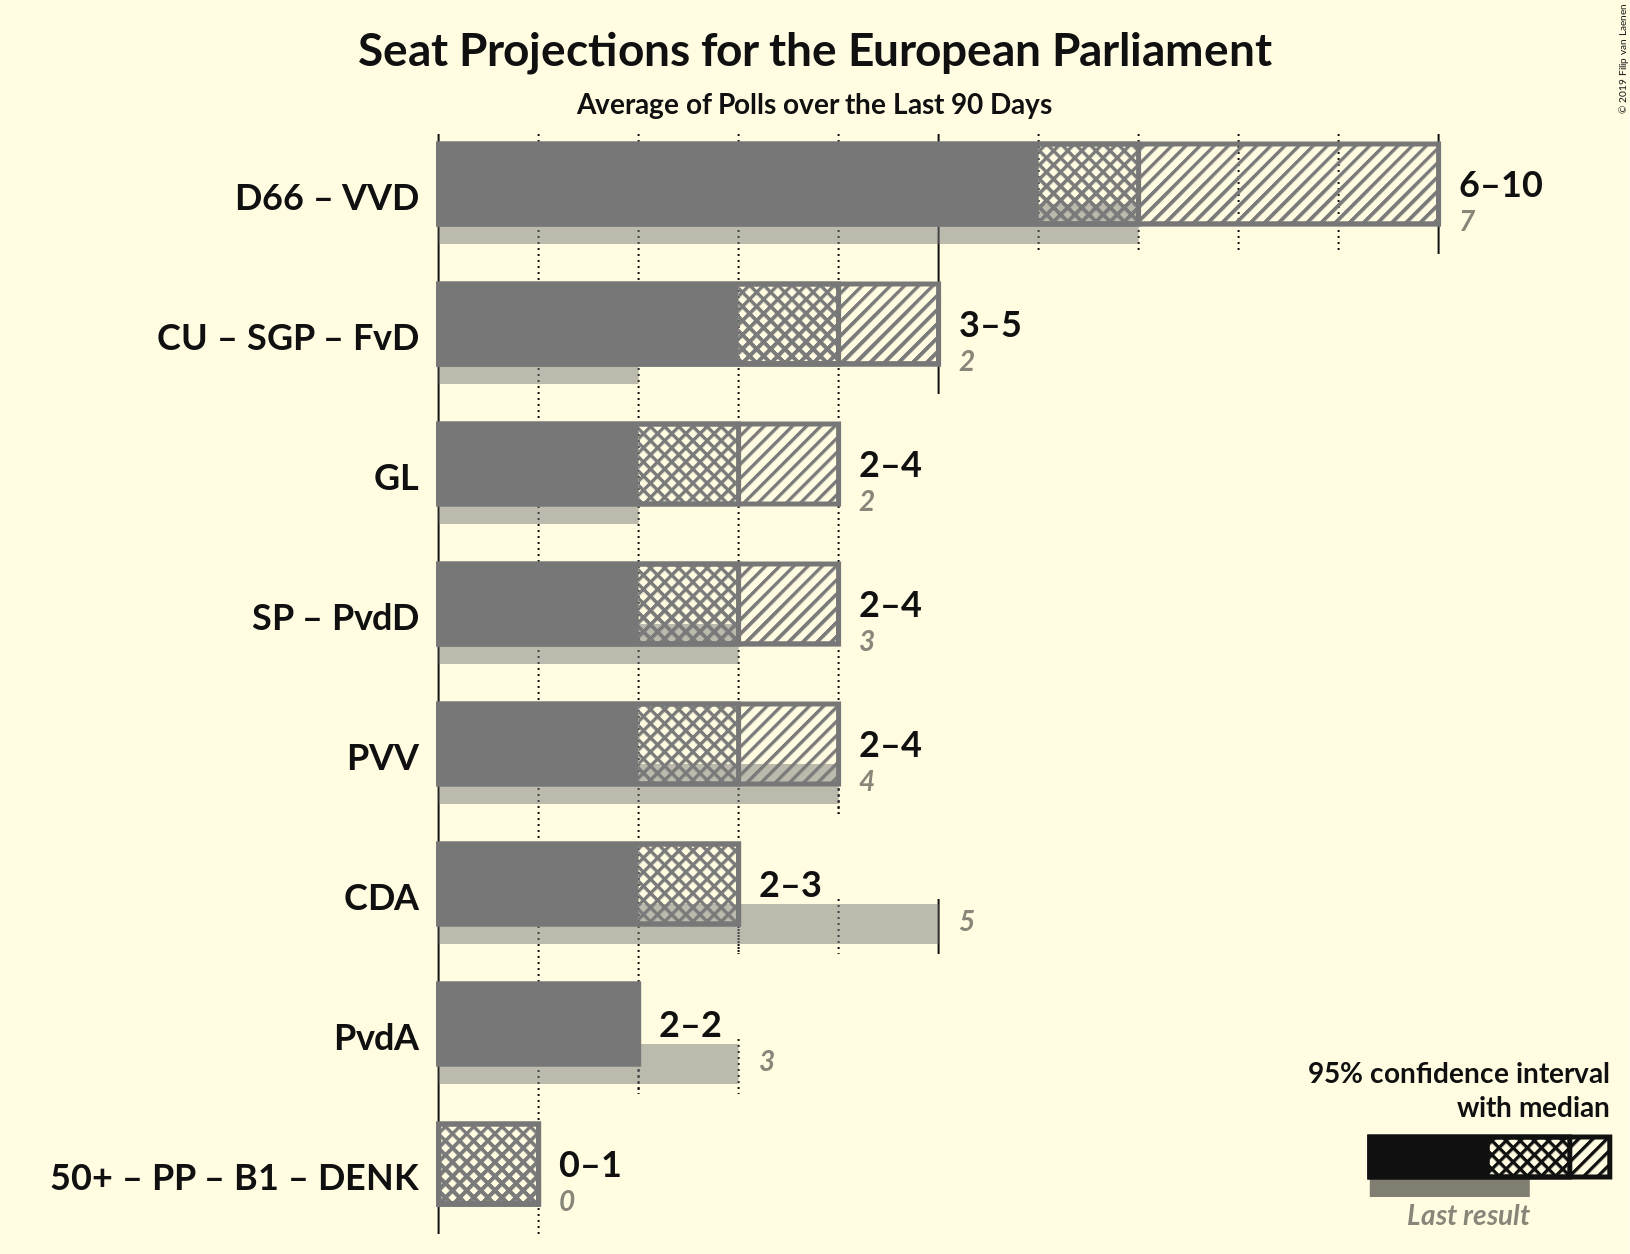 Seat Projections for the European Parliament
Average of Polls over the Last 90 Days
© 2019 Filip van Laenen
D66 – VVD
6–10
7
CU – SGP – FvD
3–5
2
GL
2–4
2
SP – PvdD
2–4
3
PVV
2–4
4
CDA
2–3
5
PvdA
2–2
3
50+ – PP – B1 – DENK
0–1
0
95% confidence interval
with median
Last result